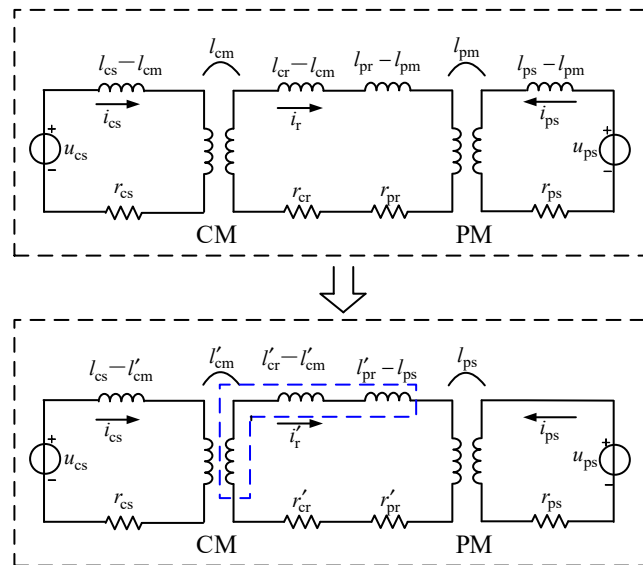 l_cs − l_cm l_cm l_cr − l_cm l_pr − l_pm l_pm l_ps − l_pm
i_cs i_r i_ps
+ u_cs − u_ps + −
r_cs r_cr r_pr r_ps
CM PM
l_cs − l′_cm l′_cm l′_cr − l′_cm l′_pr − l_ps l_ps
i_cs i′_r i_ps
+ u_cs − u_ps + −
r_cs r′_cr r′_pr r_ps
CM PM